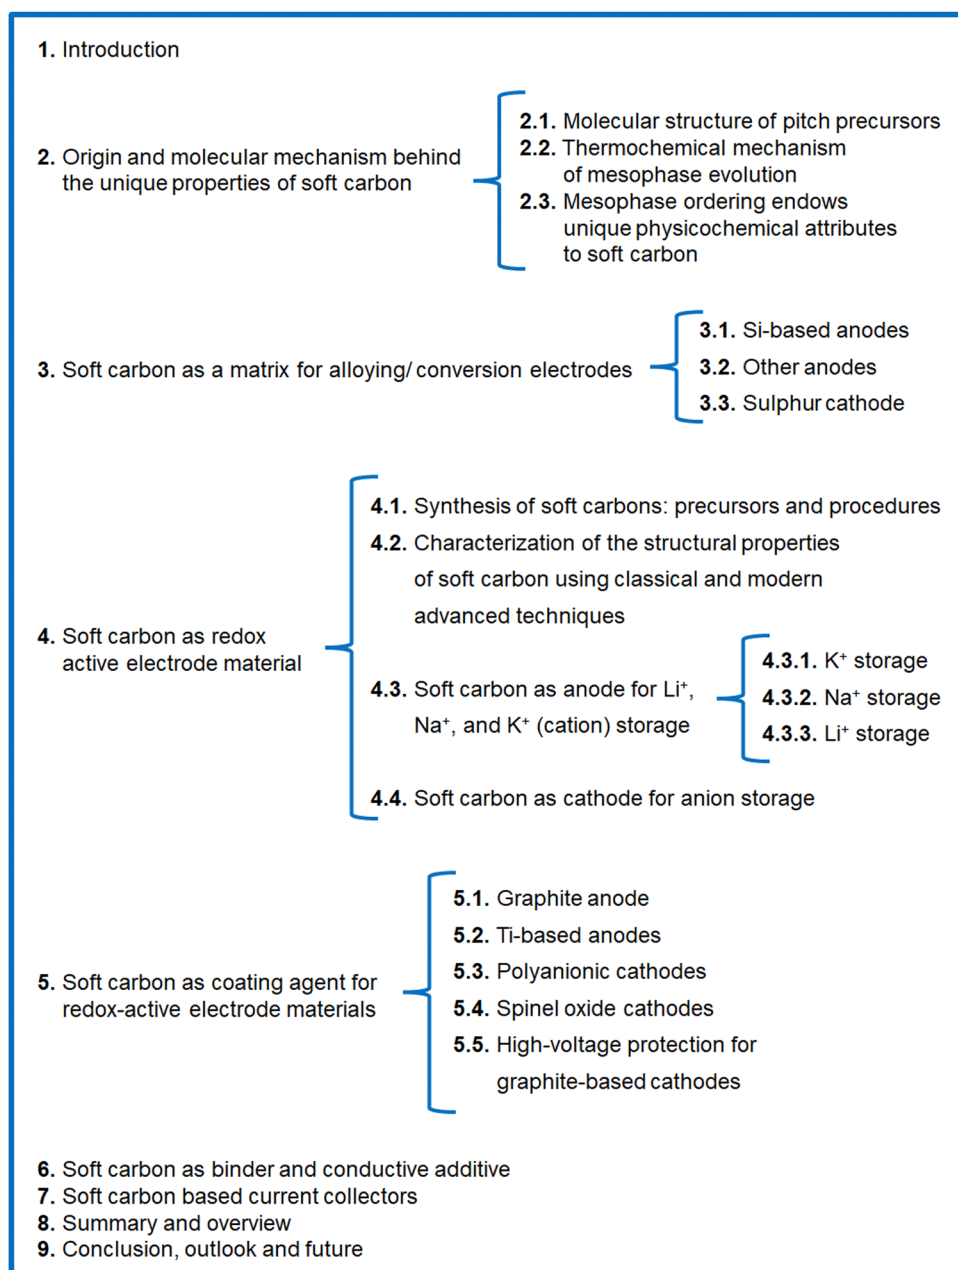 1. Introduction
2. Origin and molecular mechanism behind
the unique properties of soft carbon
2.1. Molecular structure of pitch precursors
2.2. Thermochemical mechanism
of mesophase evolution
2.3. Mesophase ordering endows
unique physicochemical attributes
to soft carbon
3. Soft carbon as a matrix for alloying/ conversion electrodes
3.1. Si-based anodes
3.2. Other anodes
3.3. Sulphur cathode
4. Soft carbon as redox
active electrode material
4.1. Synthesis of soft carbons: precursors and procedures
4.2. Characterization of the structural properties
of soft carbon using classical and modern
advanced techniques
4.3. Soft carbon as anode for Li⁺,
Na⁺, and K⁺ (cation) storage
4.3.1. K⁺ storage
4.3.2. Na⁺ storage
4.3.3. Li⁺ storage
4.4. Soft carbon as cathode for anion storage
5. Soft carbon as coating agent for
redox-active electrode materials
5.1. Graphite anode
5.2. Ti-based anodes
5.3. Polyanionic cathodes
5.4. Spinel oxide cathodes
5.5. High-voltage protection for
graphite-based cathodes
6. Soft carbon as binder and conductive additive
7. Soft carbon based current collectors
8. Summary and overview
9. Conclusion, outlook and future